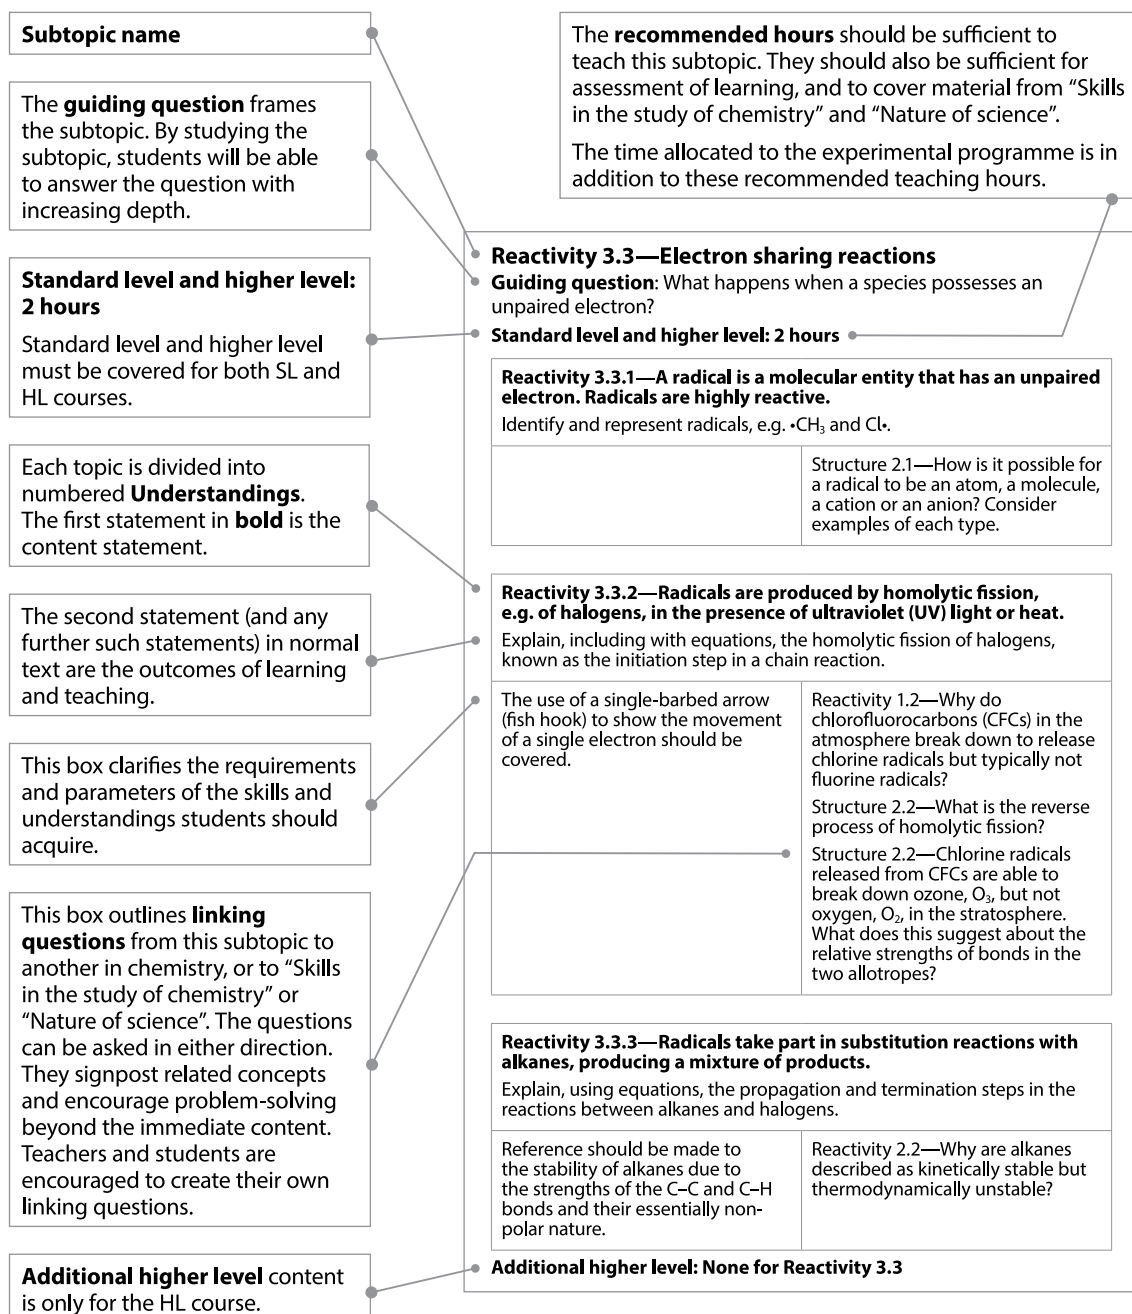 Subtopic name
The guiding question frames
the subtopic. By studying the
subtopic, students will be able
to answer the question with
increasing depth.
Standard level and higher level:
2 hours
Standard level and higher level
must be covered for both SL and
HL courses.
Each topic is divided into
numbered Understandings.
The first statement in bold is the
content statement.
The second statement (and any
further such statements) in normal
text are the outcomes of learning
and teaching.
This box clarifies the requirements
and parameters of the skills and
understandings students should
acquire.
This box outlines linking
questions from this subtopic to
another in chemistry, or to “Skills
in the study of chemistry” or
“Nature of science”. The questions
can be asked in either direction.
They signpost related concepts
and encourage problem-solving
beyond the immediate content.
Teachers and students are
encouraged to create their own
linking questions.
Additional higher level content
is only for the HL course.
The recommended hours should be sufficient to
teach this subtopic. They should also be sufficient for
assessment of learning, and to cover material from “Skills
in the study of chemistry” and “Nature of science”.
The time allocated to the experimental programme is in
addition to these recommended teaching hours.
Reactivity 3.3—Electron sharing reactions
Guiding question: What happens when a species possesses an
unpaired electron?
Standard level and higher level: 2 hours
Reactivity 3.3.1—A radical is a molecular entity that has an unpaired
electron. Radicals are highly reactive.
Identify and represent radicals, e.g. •CH₃ and Cl•.
Structure 2.1—How is it possible for
a radical to be an atom, a molecule,
a cation or an anion? Consider
examples of each type.
Reactivity 3.3.2—Radicals are produced by homolytic fission,
e.g. of halogens, in the presence of ultraviolet (UV) light or heat.
Explain, including with equations, the homolytic fission of halogens,
known as the initiation step in a chain reaction.
The use of a single-barbed arrow
(fish hook) to show the movement
of a single electron should be
covered.
Reactivity 1.2—Why do
chlorofluorocarbons (CFCs) in the
atmosphere break down to release
chlorine radicals but typically not
fluorine radicals?
Structure 2.2—What is the reverse
process of homolytic fission?
Structure 2.2—Chlorine radicals
released from CFCs are able to
break down ozone, O₃, but not
oxygen, O₂, in the stratosphere.
What does this suggest about the
relative strengths of bonds in the
two allotropes?
Reactivity 3.3.3—Radicals take part in substitution reactions with
alkanes, producing a mixture of products.
Explain, using equations, the propagation and termination steps in the
reactions between alkanes and halogens.
Reference should be made to
the stability of alkanes due to
the strengths of the C–C and C–H
bonds and their essentially non-
polar nature.
Reactivity 2.2—Why are alkanes
described as kinetically stable but
thermodynamically unstable?
Additional higher level: None for Reactivity 3.3